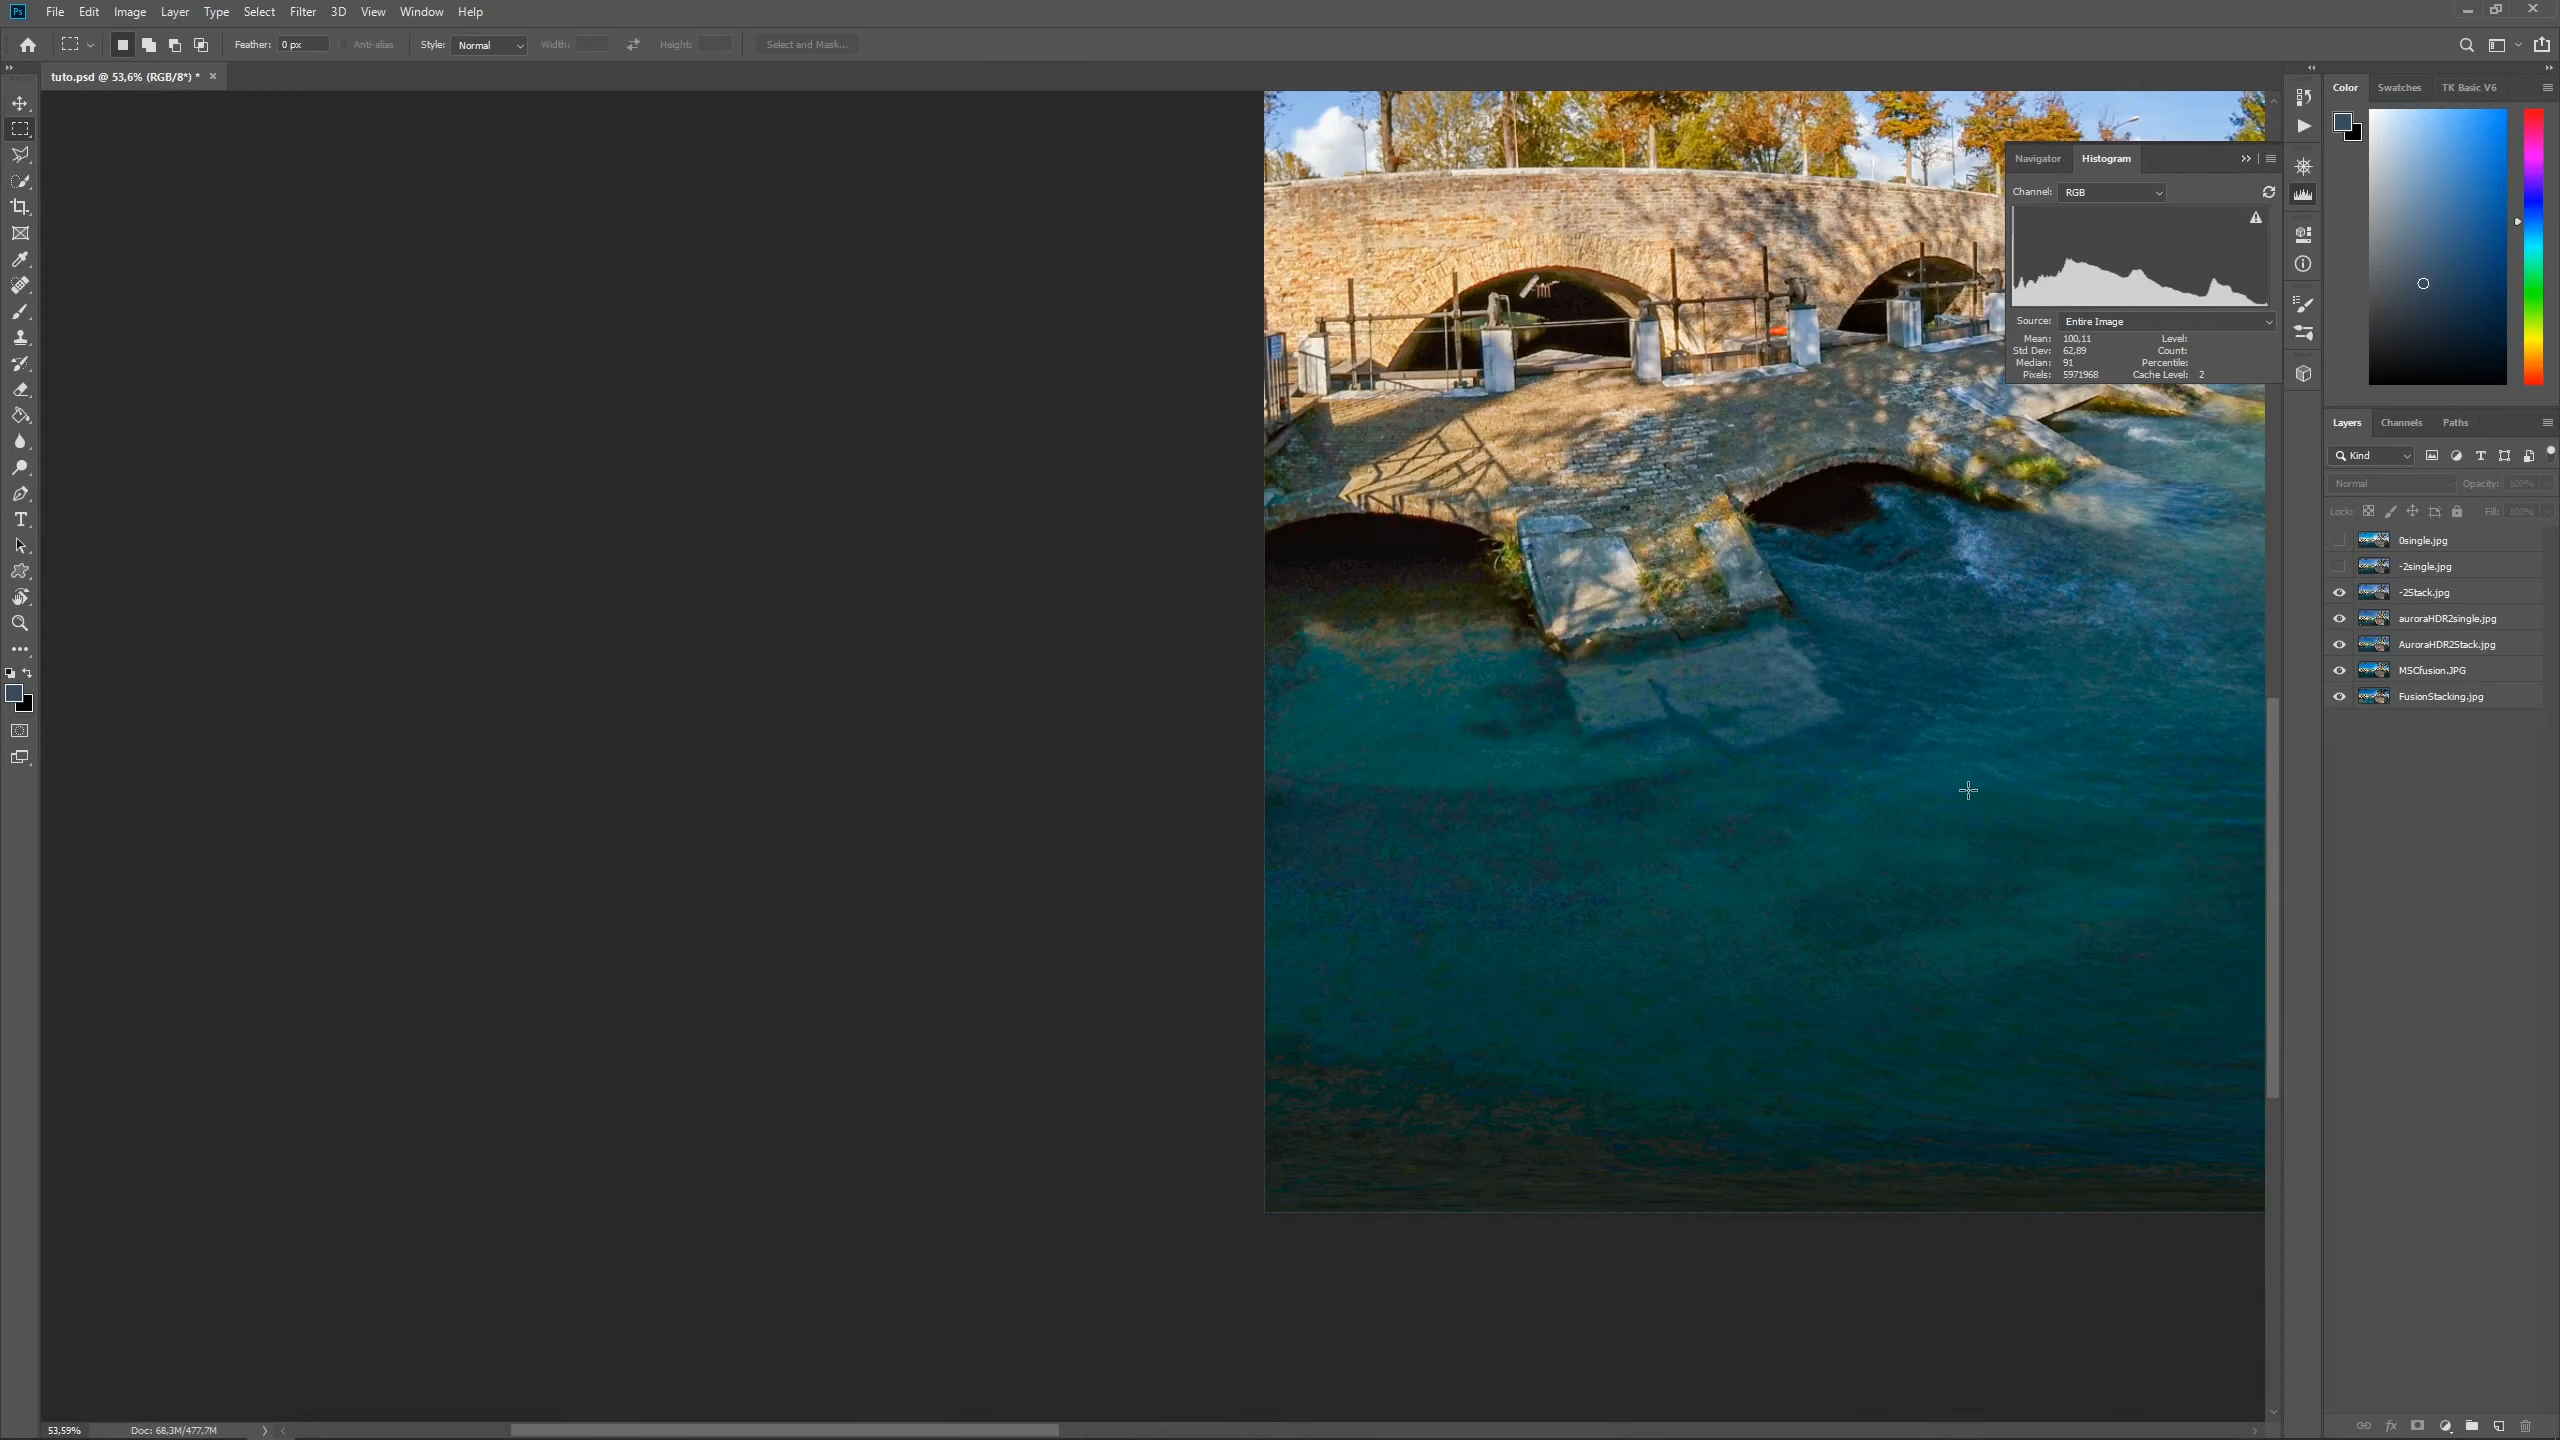 Ps File Edit Image Layer Type Select Filter 3D View Window Help
Feather: 0 px Anti-alias Style: Normal Width: Height: Select and Mask...
tuto.psd @ 53,6% (RGB/8*) * ×
Color Swatches TK Basic V6
Navigator Histogram
Channel: RGB
Source: Entire Image
Mean: 100,11 Level:
Std Dev: 62,89 Count:
Median: 91 Percentile:
Pixels: 5971968 Cache Level: 2
Layers Channels Paths
Kind
Normal Opacity: 100%
Lock: Fill: 100%
0single.jpg
-2single.jpg
-2Stack.jpg
auroraHDR2single.jpg
AuroraHDR2Stack.jpg
MSCfusion.JPG
FusionStacking.jpg
53,59% Doc: 68,3M/477,7M